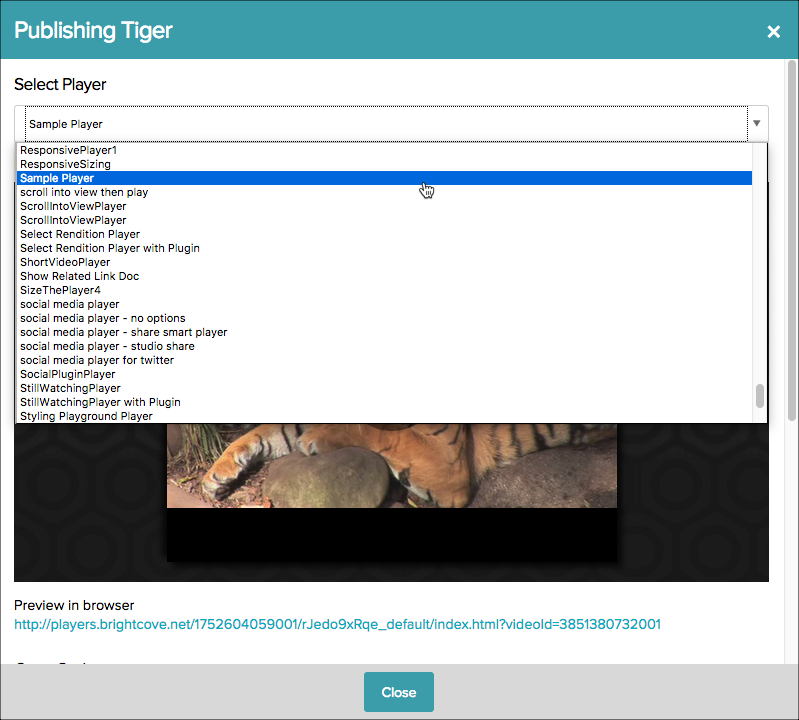 Publishing Tiger
×
Select Player
Sample Player
ResponsivePlayer1
ResponsiveSizing
Sample Player
scroll into view then play
ScrollIntoViewPlayer
ScrollIntoViewPlayer
Select Rendition Player
Select Rendition Player with Plugin
ShortVideoPlayer
Show Related Link Doc
SizeThePlayer4
social media player
social media player - no options
social media player - share smart player
social media player - studio share
social media player for twitter
SocialPluginPlayer
StillWatchingPlayer
StillWatchingPlayer with Plugin
Styling Playground Player
Preview in browser
http://players.brightcove.net/1752604059001/rJedo9xRqe_default/index.html?videoId=3851380732001
Close